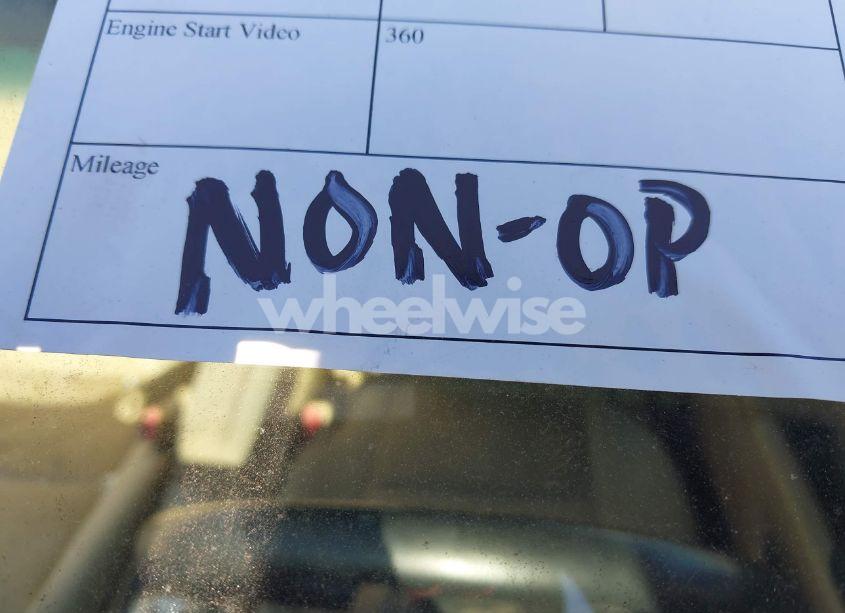 Engine Start Video 360
Mileage
NON-OP
wheelwise